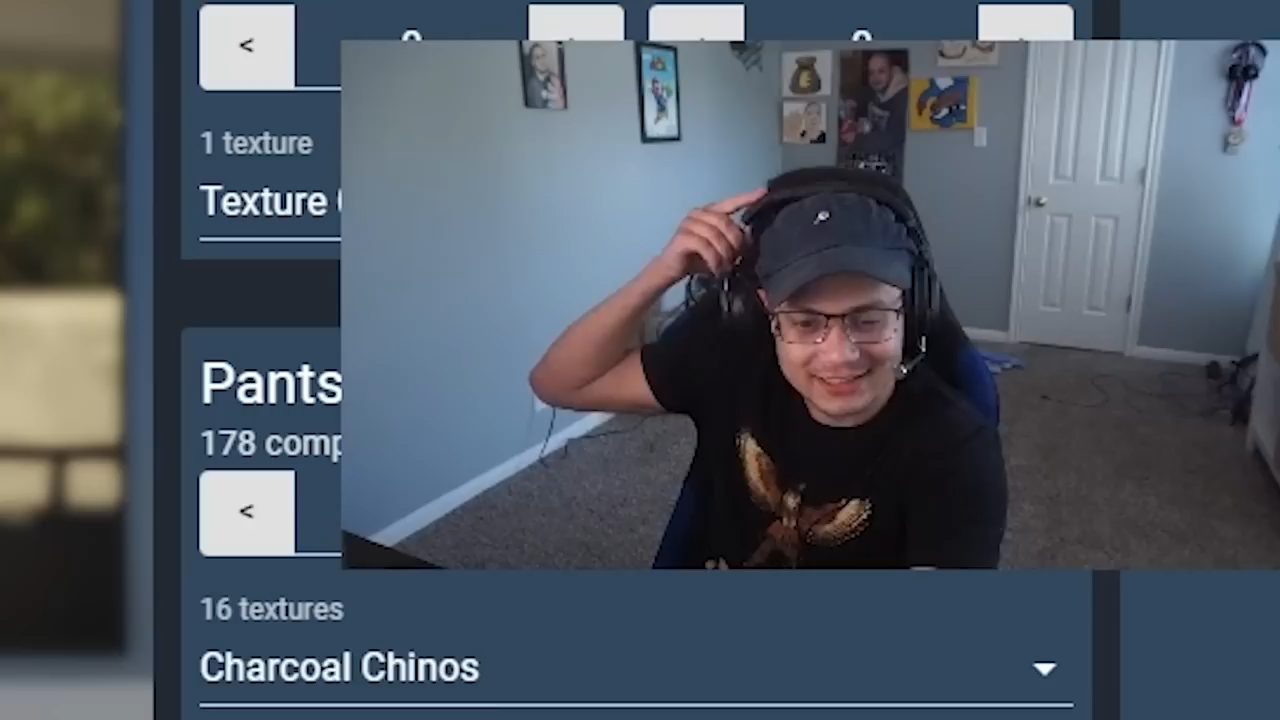 <
1 texture
Texture
Pants
178 comp
<
16 textures
Charcoal Chinos